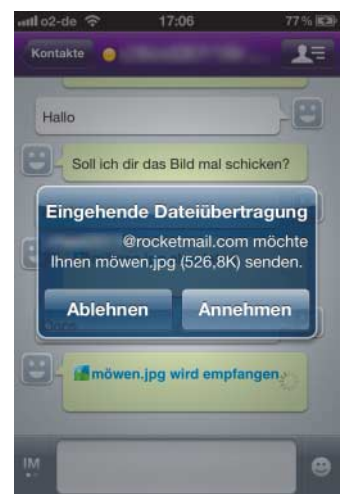 o2-de 17:06 77 %
Kontakte
Hallo
Soll ich dir das Bild mal schicken?
Eingehende Dateiübertragung
@rocketmail.com möchte
Ihnen möwen.jpg (526,8K) senden.
Ablehnen Annehmen
möwen.jpg wird empfangen
IM